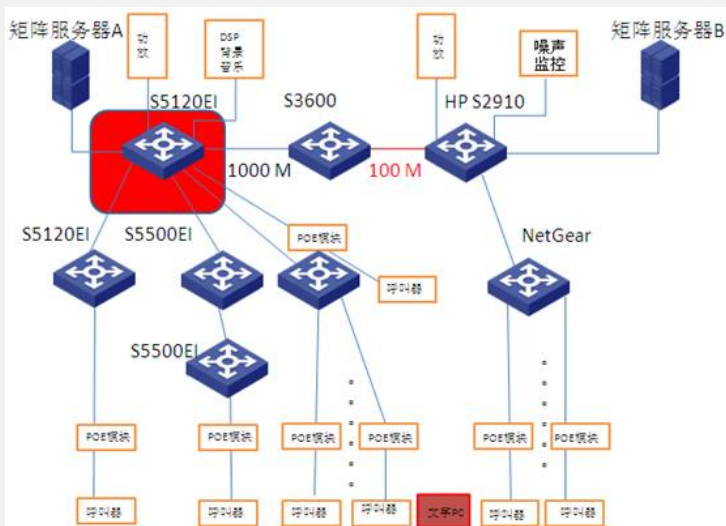 矩阵服务器A
功放
DSP
背景
音乐
功放
噪声
监控
矩阵服务器B
S5120EI
S3600
HP S2910
1000 M
100 M
S5120EI
S5500EI
POE模块
NetGear
呼叫器
S5500EI
POE模块
POE模块
POE模块
POE模块
POE模块
POE模块
呼叫器
呼叫器
呼叫器
呼叫器
文字PC
呼叫器
呼叫器